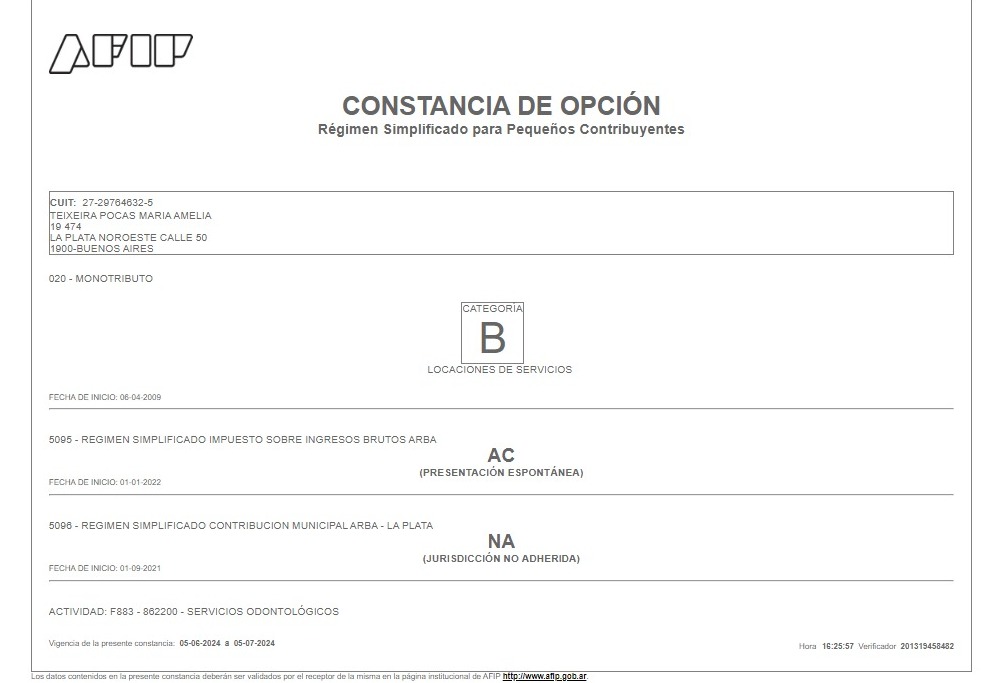 AFIP
CONSTANCIA DE OPCIÓN
Régimen Simplificado para Pequeños Contribuyentes
CUIT: 27-29764632-5
TEIXEIRA POCAS MARIA AMELIA
19 474
LA PLATA NOROESTE CALLE 50
1900-BUENOS AIRES
020 - MONOTRIBUTO
CATEGORÍA
B
LOCACIONES DE SERVICIOS
FECHA DE INICIO: 06-04-2009
5095 - REGIMEN SIMPLIFICADO IMPUESTO SOBRE INGRESOS BRUTOS ARBA
AC
(PRESENTACIÓN ESPONTÁNEA)
FECHA DE INICIO: 01-01-2022
5096 - REGIMEN SIMPLIFICADO CONTRIBUCION MUNICIPAL ARBA - LA PLATA
NA
(JURISDICCIÓN NO ADHERIDA)
FECHA DE INICIO: 01-09-2021
ACTIVIDAD: F883 - 862200 - SERVICIOS ODONTOLÓGICOS
Vigencia de la presente constancia: 05-06-2024 a 05-07-2024
Hora 16:25:57 Verificador 201319458482
Los datos contenidos en la presente constancia deberán ser validados por el receptor de la misma en la página institucional de AFIP http://www.afip.gob.ar.